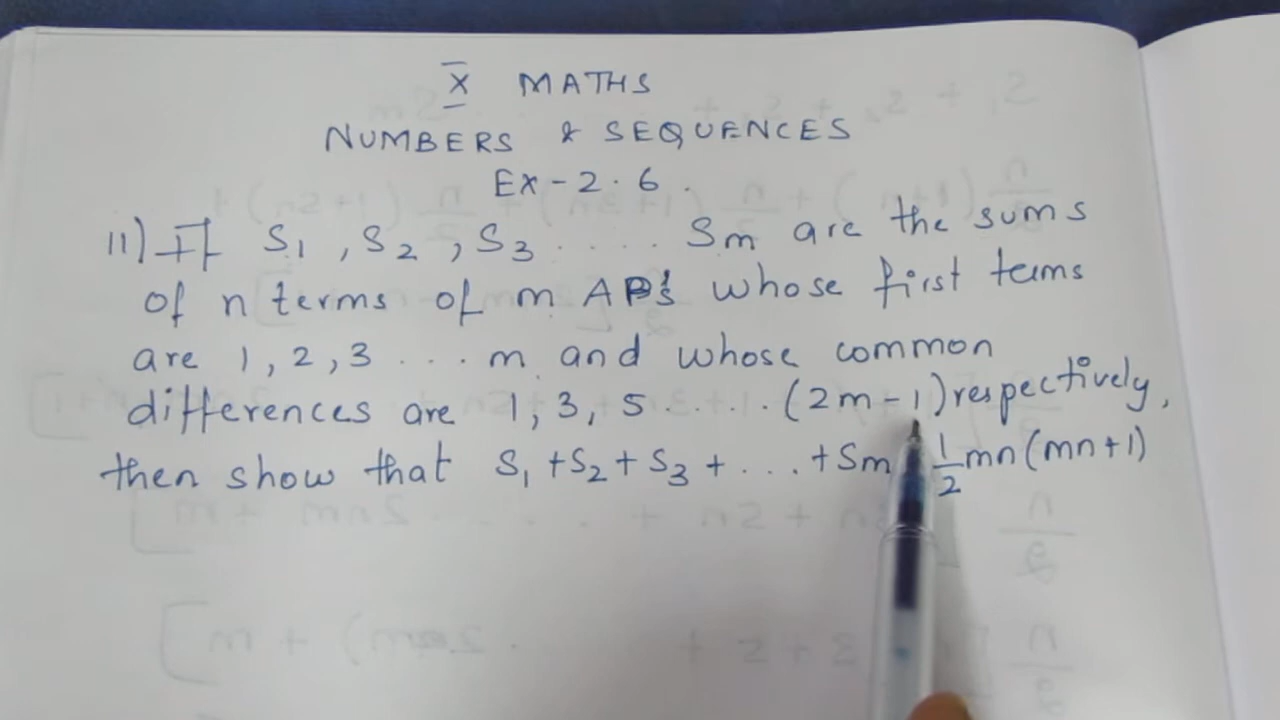 X MATHS
NUMBERS & SEQUENCES
Ex-2.6.
11) If S1, S2, S3 ..... Sm are the sums
of n terms of m AP's whose first terms
are 1, 2, 3 .... m and whose common
differences are 1, 3, 5 ...... (2m-1) respectively,
then show that S1 + S2 + S3 + ... + Sm 1/2 mn(mn+1)